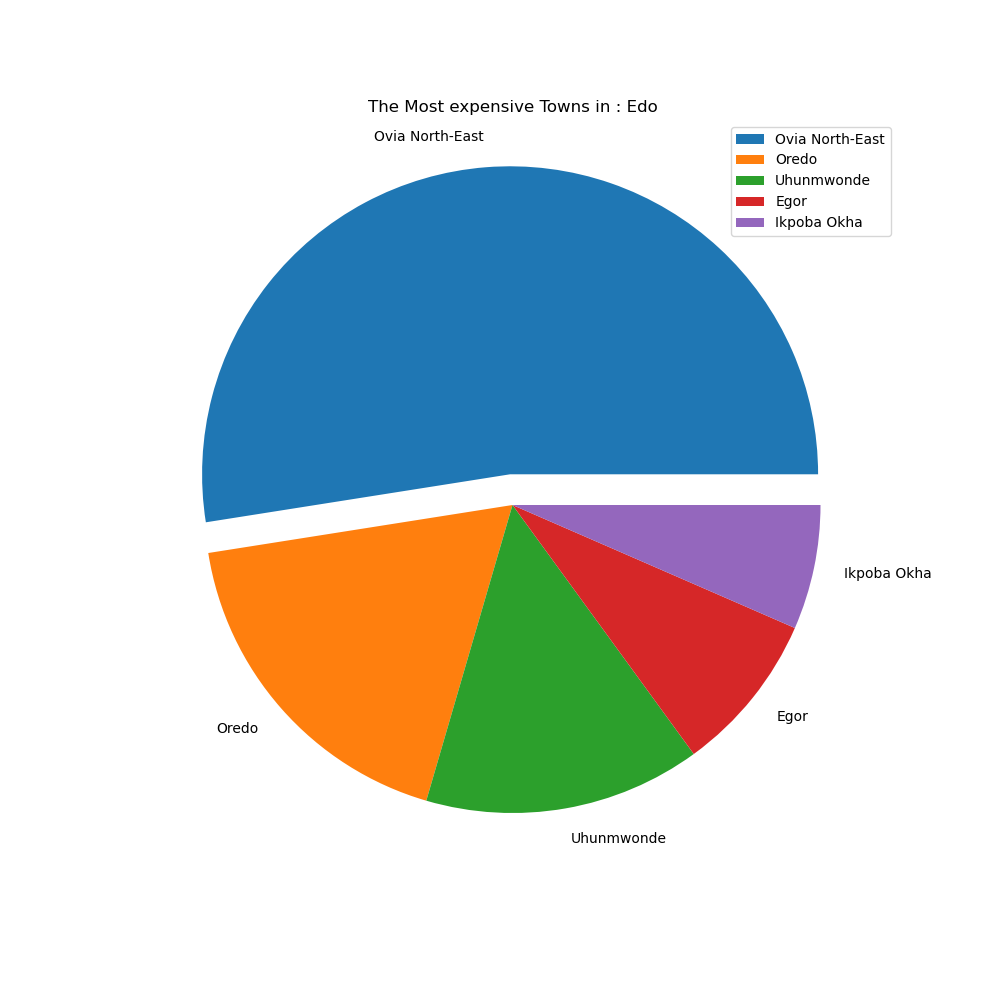 The Most expensive Towns in : Edo
Ovia North-East
Ovia North-East
Oredo
Uhunmwonde
Egor
Ikpoba Okha
Ikpoba Okha
Egor
Oredo
Uhunmwonde